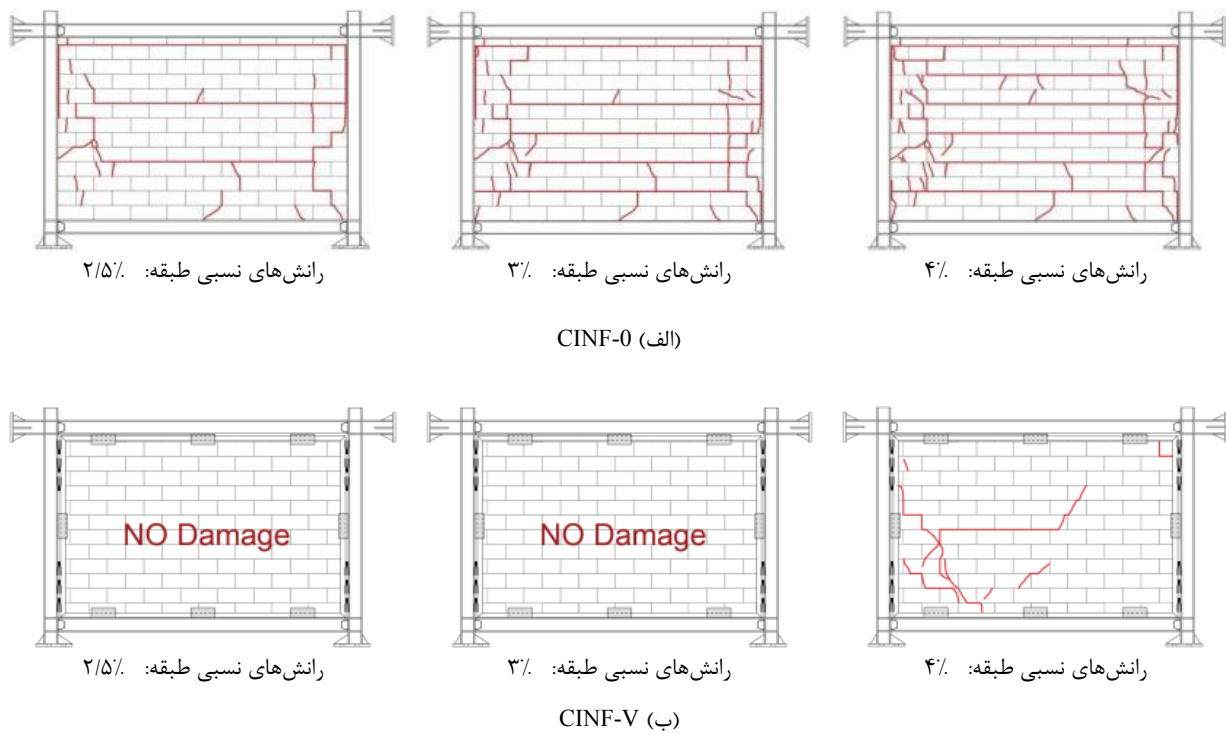 رانش‌های نسبی طبقه: ۲/۵٪
رانش‌های نسبی طبقه: ۳٪
رانش‌های نسبی طبقه: ۴٪
(الف) CINF-0
NO Damage
NO Damage
رانش‌های نسبی طبقه: ۲/۵٪
رانش‌های نسبی طبقه: ۳٪
رانش‌های نسبی طبقه: ۴٪
(ب) CINF-V